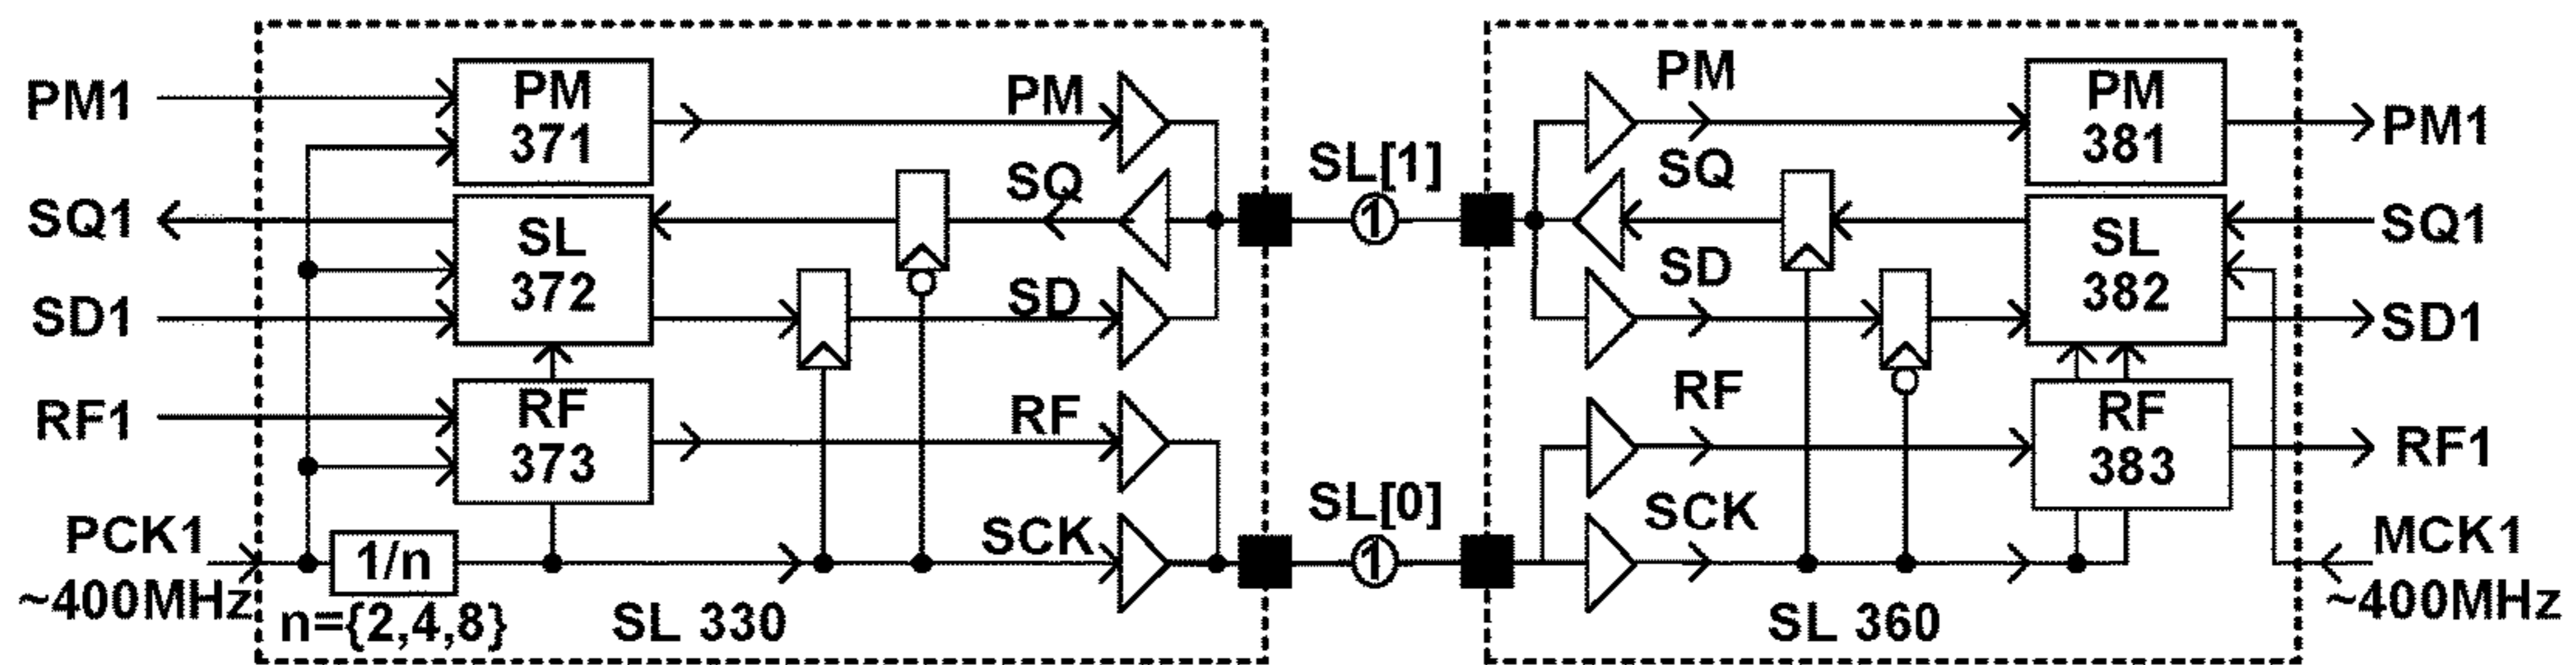 PM1
SQ1
SD1
RF1
PCK1
~400MHz
PM
371
SL
372
RF
373
1/n
n={2,4,8}
SL 330
PM
SQ
SD
RF
SCK
SL[1]
1
SL[0]
1
PM
SQ
SD
RF
SCK
SL 360
PM
381
SL
382
RF
383
PM1
SQ1
SD1
RF1
MCK1
~400MHz